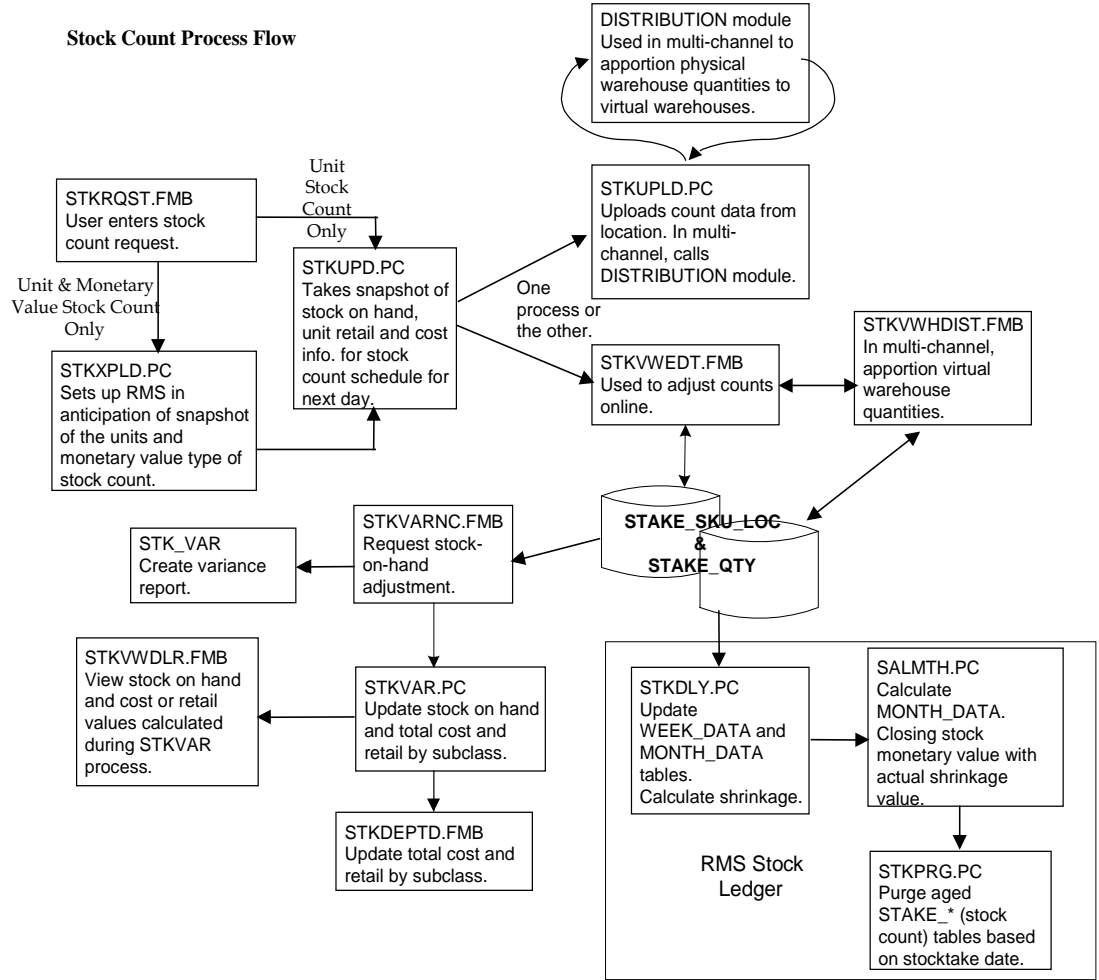 Stock Count Process Flow
DISTRIBUTION module
Used in multi-channel to
apportion physical
warehouse quantities to
virtual warehouses.
STKRQST.FMB
User enters stock
count request.
Unit
Stock
Count
Only
STKUPLD.PC
Uploads count data from
location. In multi-
channel, calls
DISTRIBUTION module.
Unit & Monetary
Value Stock Count
Only
STKUPD.PC
Takes snapshot of
stock on hand,
unit retail and cost
info. for stock
count schedule for
next day.
One
process or
the other.
STKXPLD.PC
Sets up RMS in
anticipation of snapshot
of the units and
monetary value type of
stock count.
STKVWEDT.FMB
Used to adjust counts
online.
STKVWHDIST.FMB
In multi-channel,
apportion virtual
warehouse
quantities.
STAKE_SKU_LOC
&
STAKE_QTY
STKVARNC.FMB
Request stock-
on-hand
adjustment.
STK_VAR
Create variance
report.
STKVWDLR.FMB
View stock on hand
and cost or retail
values calculated
during STKVAR
process.
STKVAR.PC
Update stock on hand
and total cost and
retail by subclass.
STKDEPTD.FMB
Update total cost and
retail by subclass.
STKDLY.PC
Update
WEEK_DATA and
MONTH_DATA
tables.
Calculate shrinkage.
SALMTH.PC
Calculate
MONTH_DATA.
Closing stock
monetary value with
actual shrinkage
value.
RMS Stock
Ledger
STKPRG.PC
Purge aged
STAKE_* (stock
count) tables based
on stocktake date.